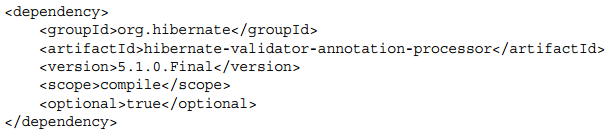 <dependency>
    <groupId>org.hibernate</groupId>
    <artifactId>hibernate-validator-annotation-processor</artifactId>
    <version>5.1.0.Final</version>
    <scope>compile</scope>
    <optional>true</optional>
</dependency>